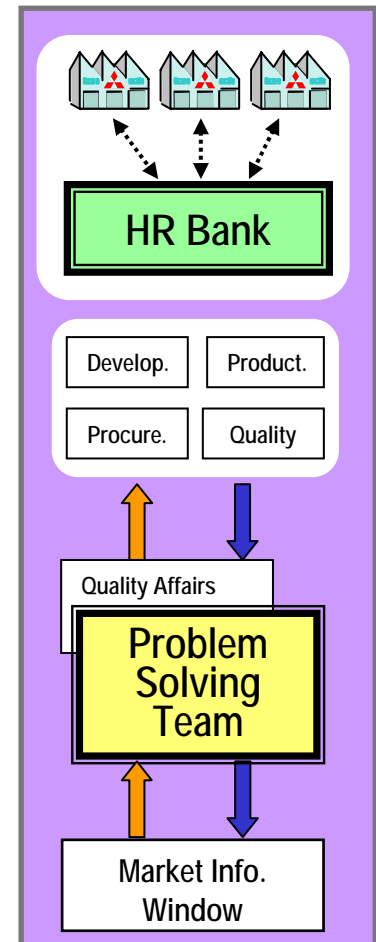 HR Bank
Develop. Product.
Procure. Quality
Quality Affairs
Problem
Solving
Team
Market Info.
Window